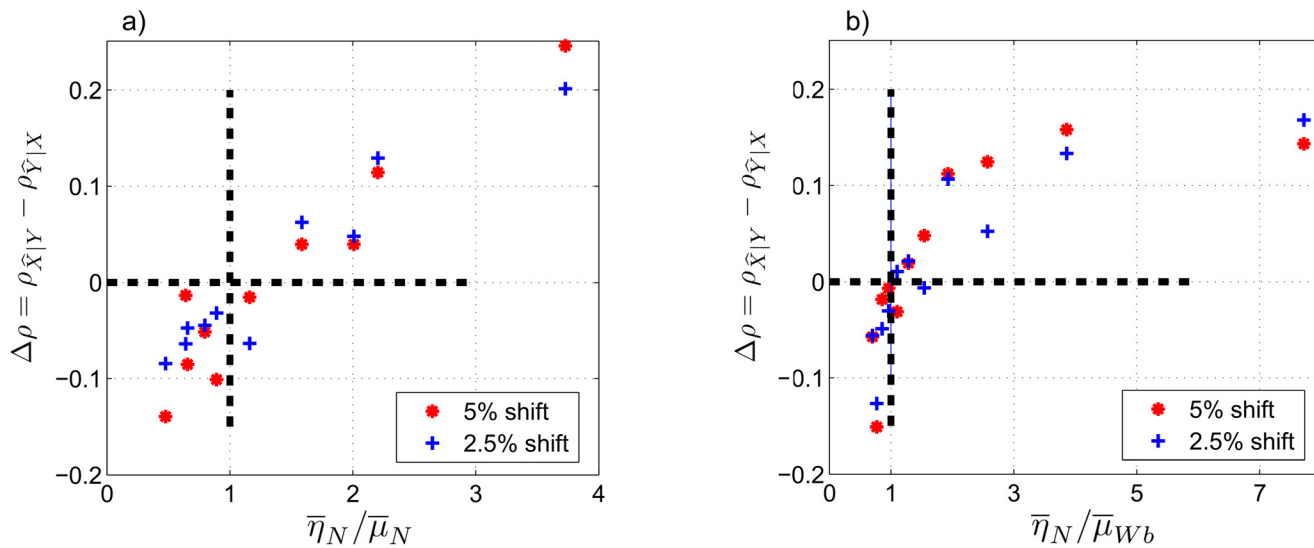 a)
Δρ = ρ_{X̂|Y} − ρ_{Ŷ|X}
0.2
0.1
0
−0.1
−0.2
0 1 2 3 4
η̅_N/μ̅_N
5% shift
2.5% shift
b)
Δρ = ρ_{X̂|Y} − ρ_{Ŷ|X}
0.2
0.1
0
−0.1
−0.2
0 1 3 5 7
η̅_N/μ̅_{Wb}
5% shift
2.5% shift